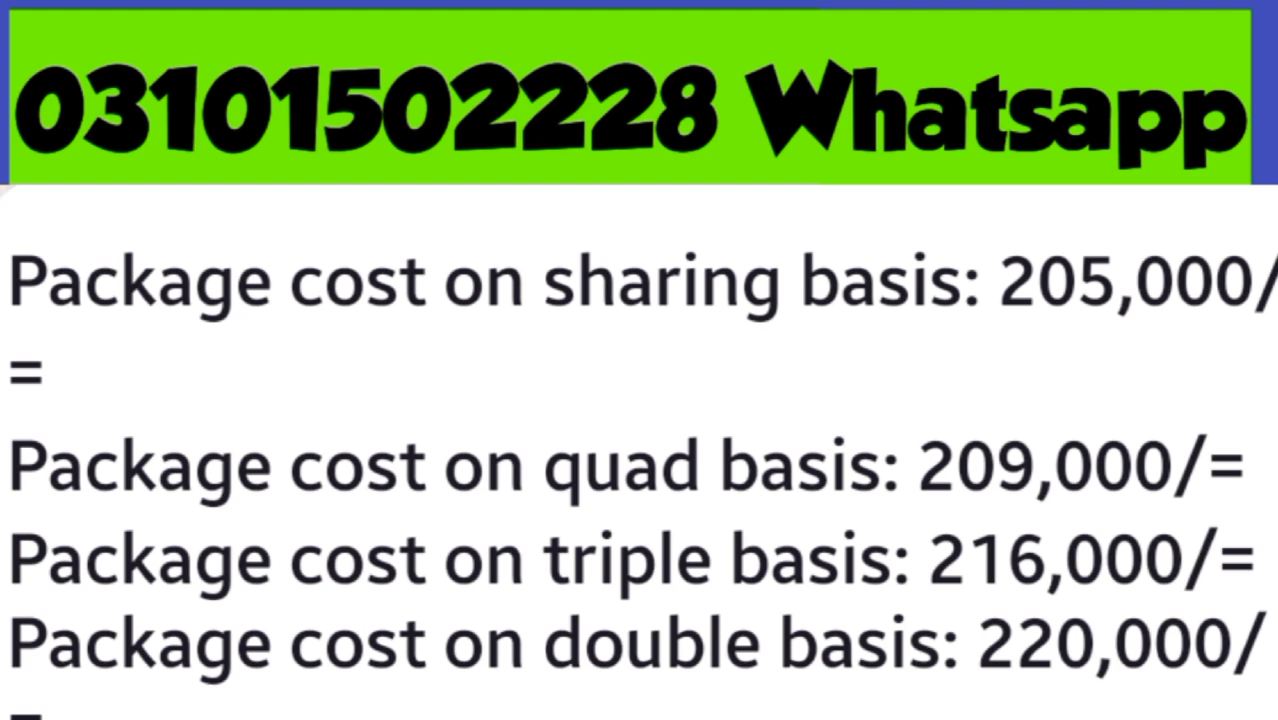 03101502228 Whatsapp
Package cost on sharing basis: 205,000/
=
Package cost on quad basis: 209,000/=
Package cost on triple basis: 216,000/=
Package cost on double basis: 220,000/